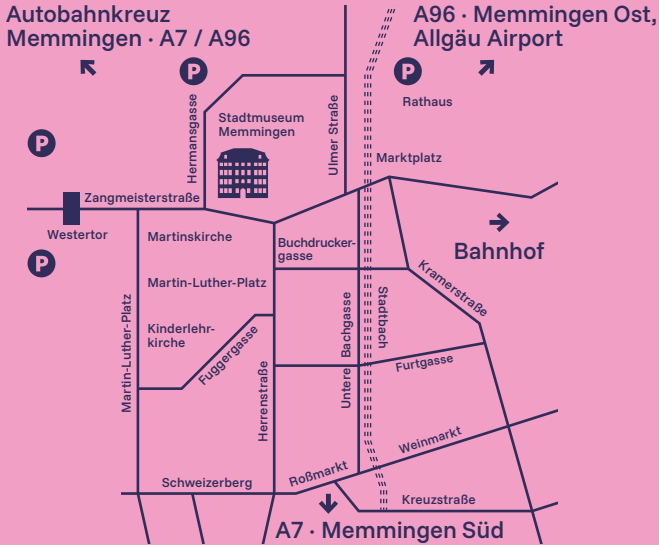 Autobahnkreuz
Memmingen · A7 / A96
A96 · Memmingen Ost,
Allgäu Airport
P
P
Rathaus
Hermansgasse
Stadtmuseum
Memmingen
Ulmer Straße
P
Marktplatz
Zangmeisterstraße
Westertor
Martinskirche
Buchdrucker-
gasse
Bahnhof
P
Martin-Luther-Platz
Kramerstraße
Martin-Luther-Platz
Kinderlehr-
kirche
Fuggergasse
Herrenstraße
Untere Bachgasse
Stadtbach
Furtgasse
Weinmarkt
Roßmarkt
Schweizerberg
Kreuzstraße
A7 · Memmingen Süd